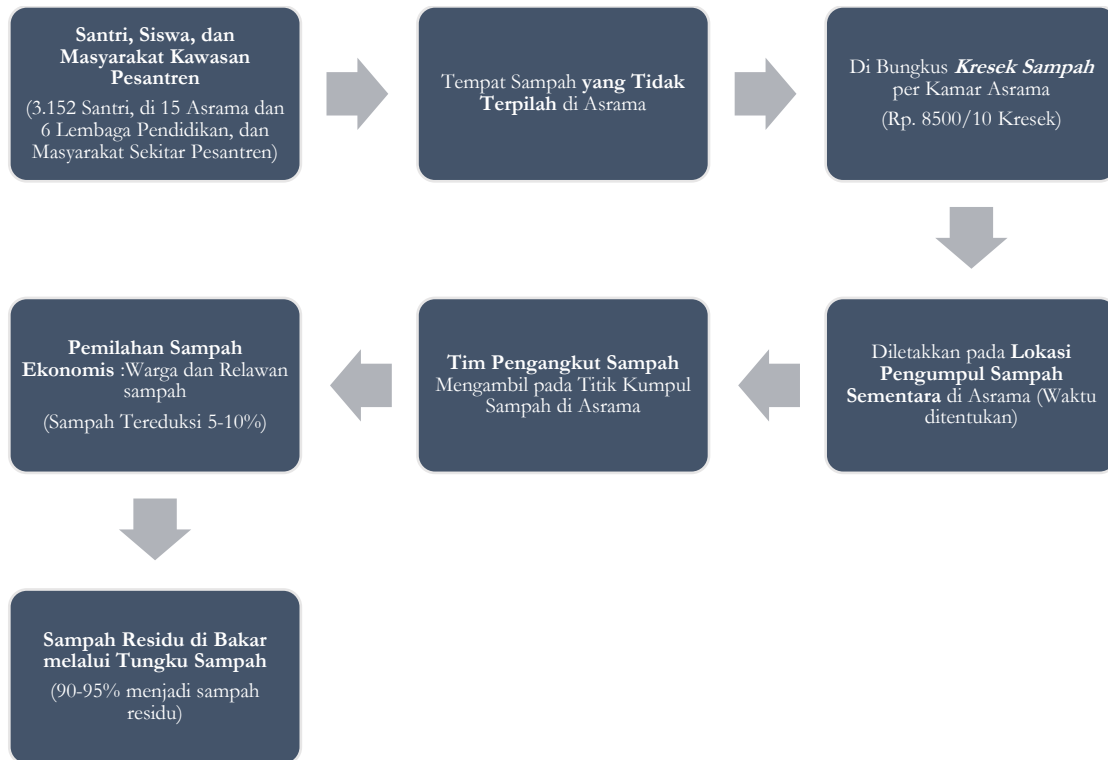 Santri, Siswa, dan
Masyarakat Kawasan
Pesantren
(3.152 Santri, di 15 Asrama dan
6 Lembaga Pendidikan, dan
Masyarakat Sekitar Pesantren)
Tempat Sampah yang Tidak
Terpilah di Asrama
Di Bungkus Kresek Sampah
per Kamar Asrama
(Rp. 8500/10 Kresek)
Diletakkan pada Lokasi
Pengumpul Sampah
Sementara di Asrama (Waktu
ditentukan)
Tim Pengangkut Sampah
Mengambil pada Titik Kumpul
Sampah di Asrama
Pemilahan Sampah
Ekonomis :Warga dan Relawan
sampah
(Sampah Tereduksi 5-10%)
Sampah Residu di Bakar
melalui Tungku Sampah
(90-95% menjadi sampah
residu)